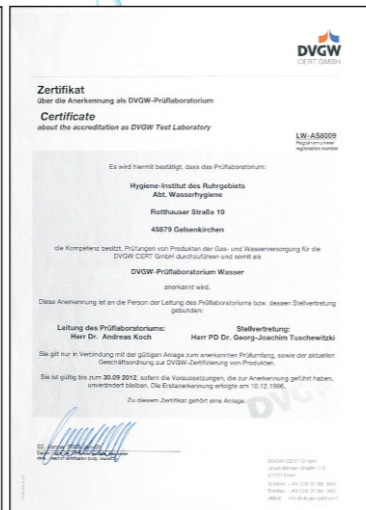 DVGW
CERT GMBH
Zertifikat
über die Anerkennung als DVGW-Prüflaboratorium
Certificate
about the accreditation as DVGW Test Laboratory
LW-AS8009
Registriernummer
registration number
Es wird hiermit bestätigt, dass das Prüflaboratorium:
Hygiene-Institut des Ruhrgebiets
Abt. Wasserhygiene
Rotthauser Straße 19
45879 Gelsenkirchen
die Kompetenz besitzt, Prüfungen von Produkten der Gas- und Wasserversorgung für die
DVGW CERT GmbH durchzuführen und somit als
DVGW-Prüflaboratorium Wasser
anerkannt wird.
Diese Anerkennung ist an die Person der Leitung des Prüflaboratoriums bzw. dessen Stellvertretung
gebunden:
Leitung des Prüflaboratoriums: Stellvertretung:
Herr Dr. Andreas Koch Herr PD Dr. Georg-Joachim Tuschewitzki
Sie gilt nur in Verbindung mit der gültigen Anlage zum anerkannten Prüfumfang, sowie der aktuellen
Geschäftsordnung zur DVGW-Zertifizierung von Produkten.
Sie ist gültig bis zum 30.09.2012, sofern die Voraussetzungen, die zur Anerkennung geführt haben,
unverändert bleiben. Die Erstanerkennung erfolgte am 10.12.1996.
Zu diesem Zertifikat gehört eine Anlage.
DVGW
DVGW CERT GmbH